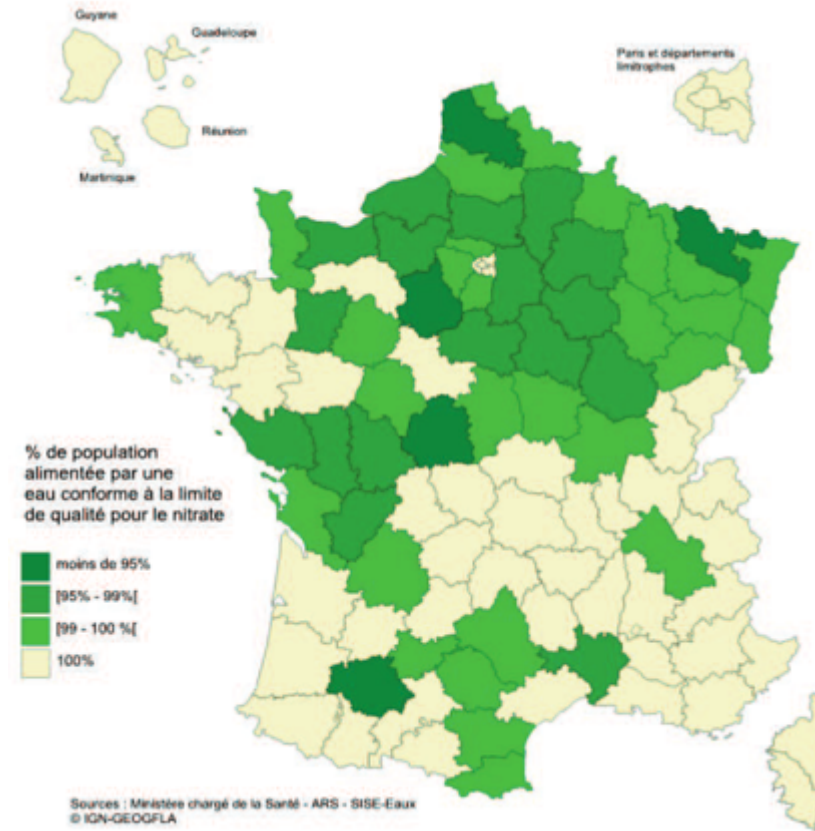 Guyane
Guadeloupe
Paris et départements
limitrophes
Réunion
Martinique
% de population
alimentée par une
eau conforme à la limite
de qualité pour le nitrate
moins de 95%
[95% - 99%[
[99 - 100 %[
100%
Sources : Ministère chargé de la Santé - ARS - SISE-Eaux
© IGN-GEOGFLA